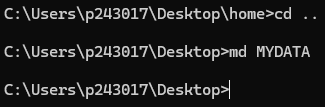 C:\Users\p243017\Desktop\home>cd ..
C:\Users\p243017\Desktop>md MYDATA
C:\Users\p243017\Desktop>